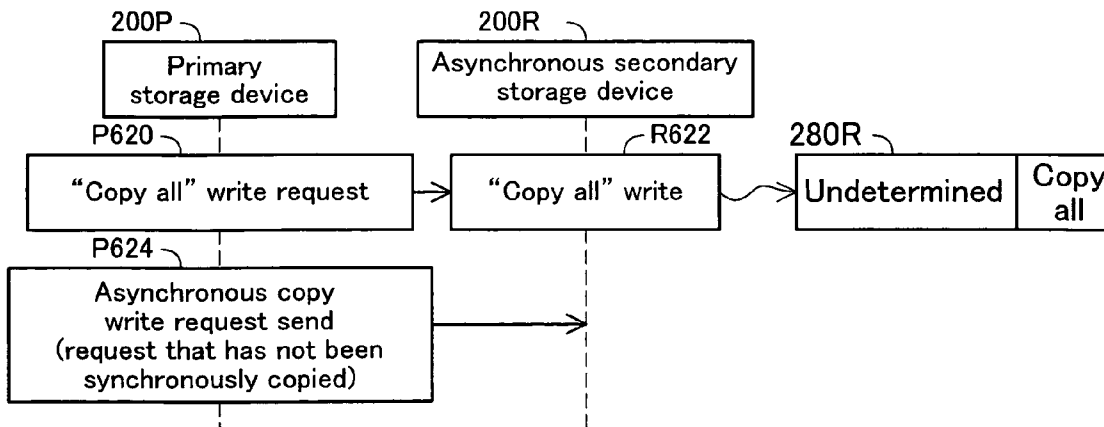 200P
200R
Primary
storage device
Asynchronous secondary
storage device
P620
R622
280R
“Copy all” write request
“Copy all” write
Undetermined
Copy
all
P624
Asynchronous copy
write request send
(request that has not been
synchronously copied)